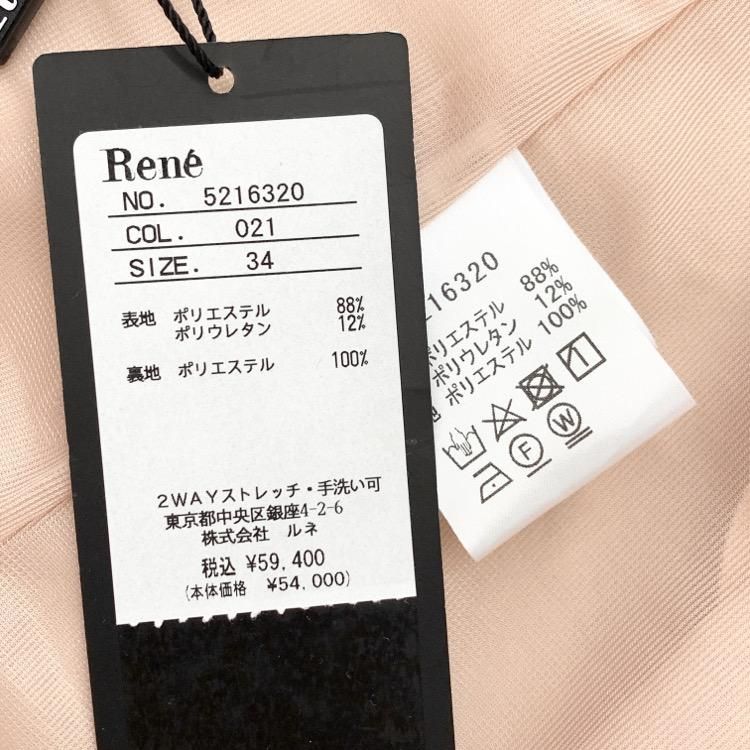 René
NO. 5216320
COL. 021
SIZE. 34
表地 ポリエステル 88%
ポリウレタン 12%
裏地 ポリエステル 100%
2WAYストレッチ・手洗い可
東京都中央区銀座4-2-6
株式会社 ルネ
税込 ¥59,400
(本体価格 ¥54,000)
16320
ポリエステル 88%
ポリウレタン 12%
ポリエステル 100%
F
W